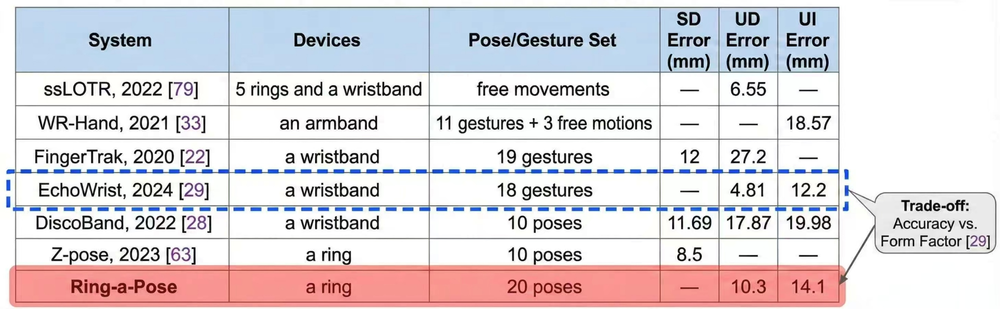 System Devices Pose/Gesture Set SD Error (mm) UD Error (mm) UI Error (mm)
ssLOTR, 2022 [79] 5 rings and a wristband free movements — 6.55 —
WR-Hand, 2021 [33] an armband 11 gestures + 3 free motions — — 18.57
FingerTrak, 2020 [22] a wristband 19 gestures 12 27.2 —
EchoWrist, 2024 [29] a wristband 18 gestures — 4.81 12.2
DiscoBand, 2022 [28] a wristband 10 poses 11.69 17.87 19.98
Z-pose, 2023 [63] a ring 10 poses 8.5 — —
Ring-a-Pose a ring 20 poses — 10.3 14.1
Trade-off:
Accuracy vs.
Form Factor [29]